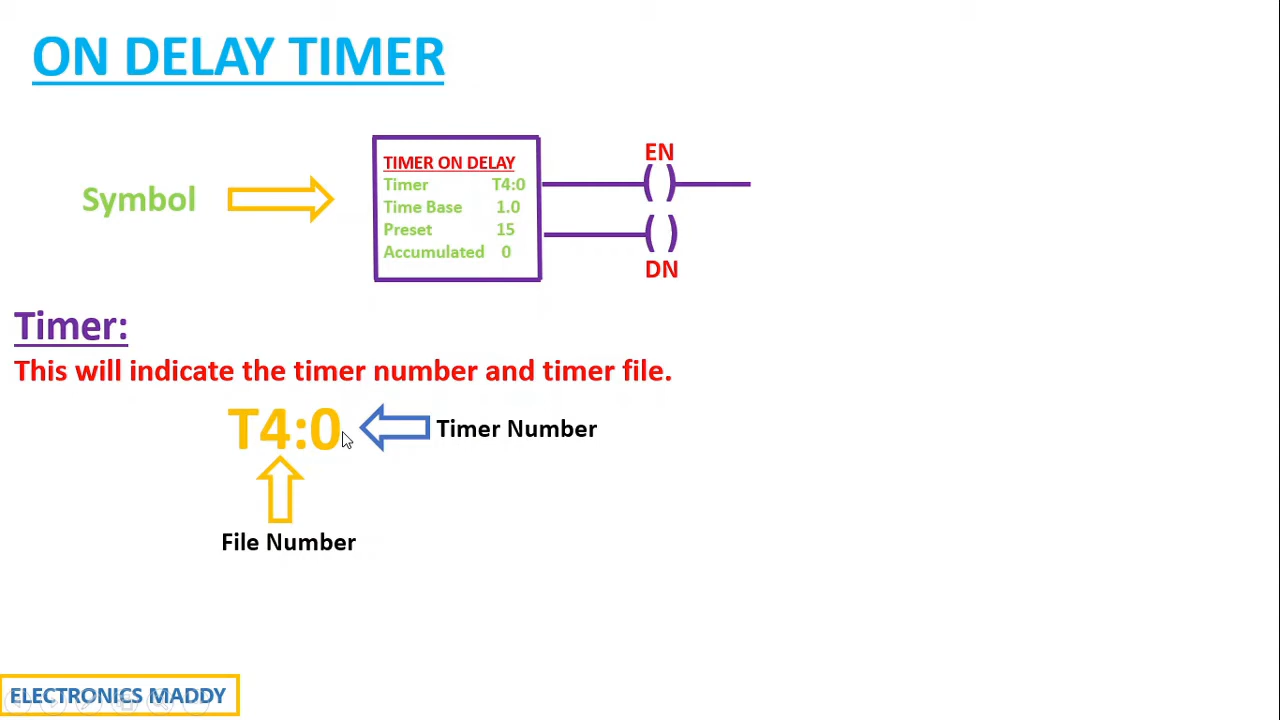 ON DELAY TIMER
EN
TIMER ON DELAY
Timer T4:0
Symbol
Time Base 1.0
Preset 15
Accumulated 0
( )
( )
DN
Timer:
This will indicate the timer number and timer file.
T4:0
Timer Number
File Number
ELECTRONICS MADDY